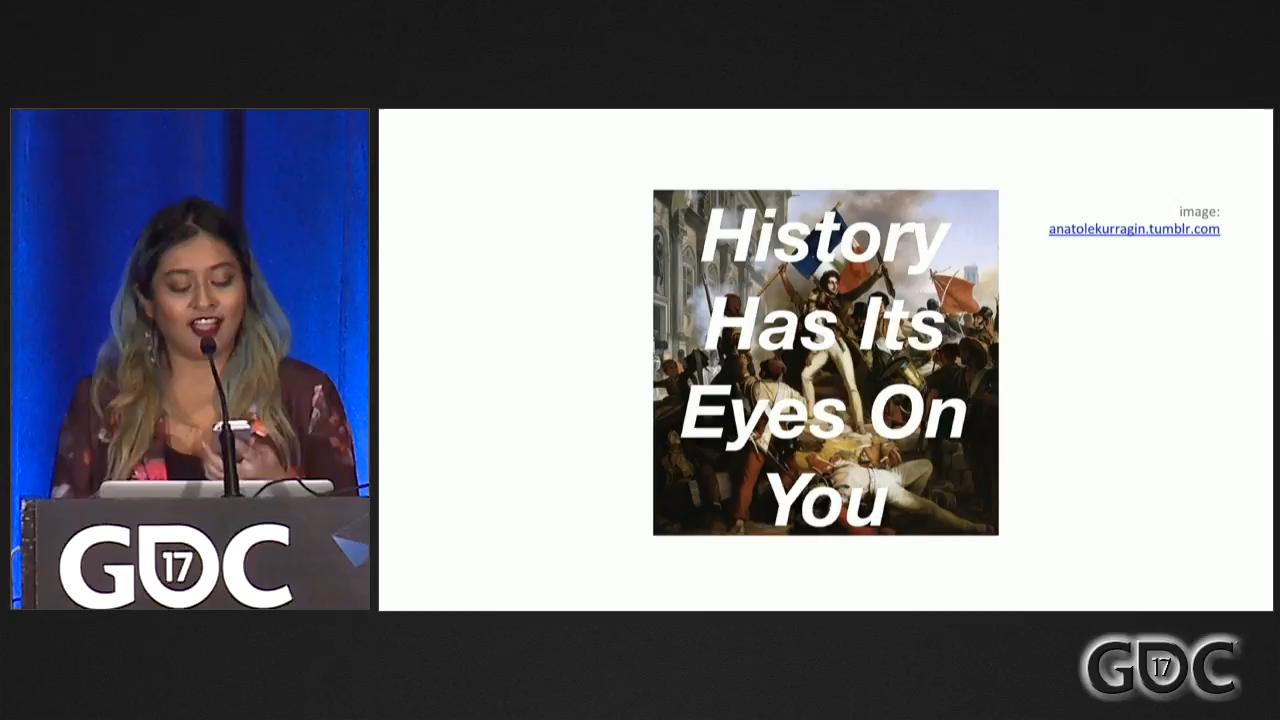 History
Has Its
Eyes On
You
image:
anatolekurragin.tumblr.com
GDC
17
GDC
17